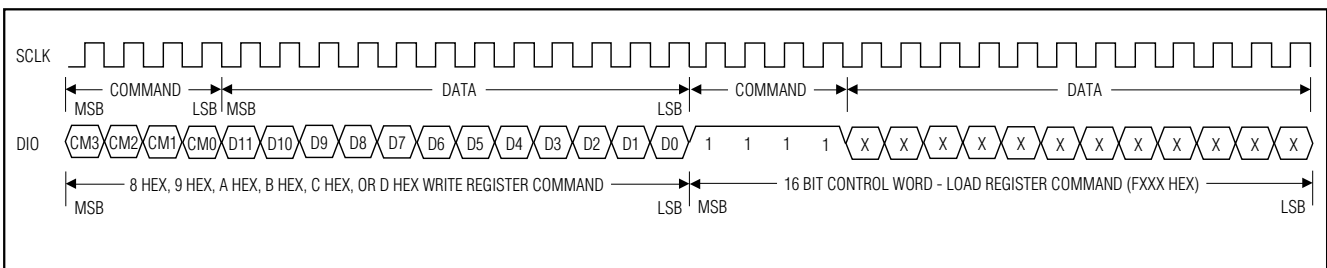 SCLK
COMMAND DATA COMMAND DATA
MSB LSB MSB LSB
DIO CM3 CM2 CM1 CM0 D11 D10 D9 D8 D7 D6 D5 D4 D3 D2 D1 D0 1 1 1 1 X X X X X X X X X X X X
8 HEX, 9 HEX, A HEX, B HEX, C HEX, OR D HEX WRITE REGISTER COMMAND 16 BIT CONTROL WORD - LOAD REGISTER COMMAND (FXXX HEX)
MSB LSB MSB LSB